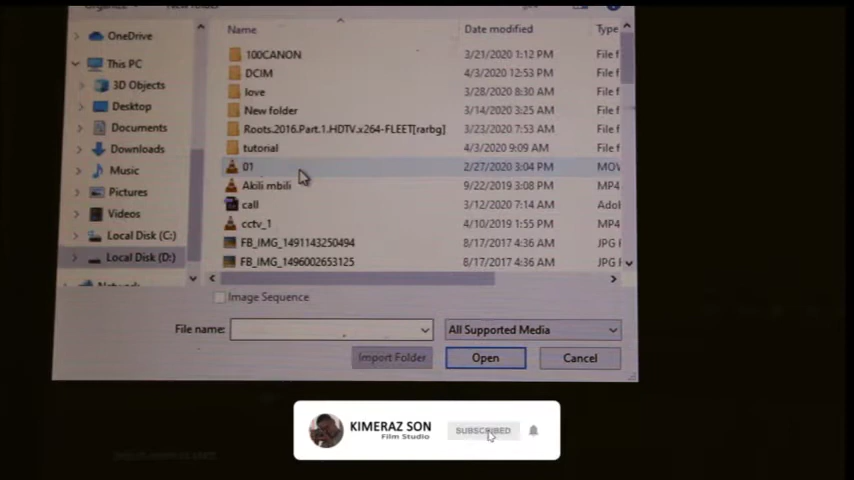 Organize
New folder
Name
Date modified
Type
OneDrive
This PC
3D Objects
Desktop
Documents
Downloads
Music
Pictures
Videos
Local Disk (C:)
Local Disk (D:)
Network
100CANON 3/21/2020 1:12 PM File f
DCIM 4/3/2020 12:53 PM File f
love 3/28/2020 8:30 AM File f
New folder 3/14/2020 3:25 AM File f
Roots.2016.Part.1.HDTV.x264-FLEET[rarbg] 3/23/2020 7:53 AM File f
tutorial 4/3/2020 9:09 AM File f
01 2/27/2020 3:04 PM MOV
Akili mbili 9/22/2019 3:08 PM MP4
call 3/12/2020 7:14 AM Adob
cctv_1 4/10/2019 1:55 PM MP4
FB_IMG_1491143250494 8/17/2017 4:36 AM JPG F
FB_IMG_1496002653125 8/17/2017 4:36 AM JPG F
Image Sequence
File name:
All Supported Media
Import Folder
Open
Cancel
KIMERAZ SON
Film Studio
SUBSCRIBED